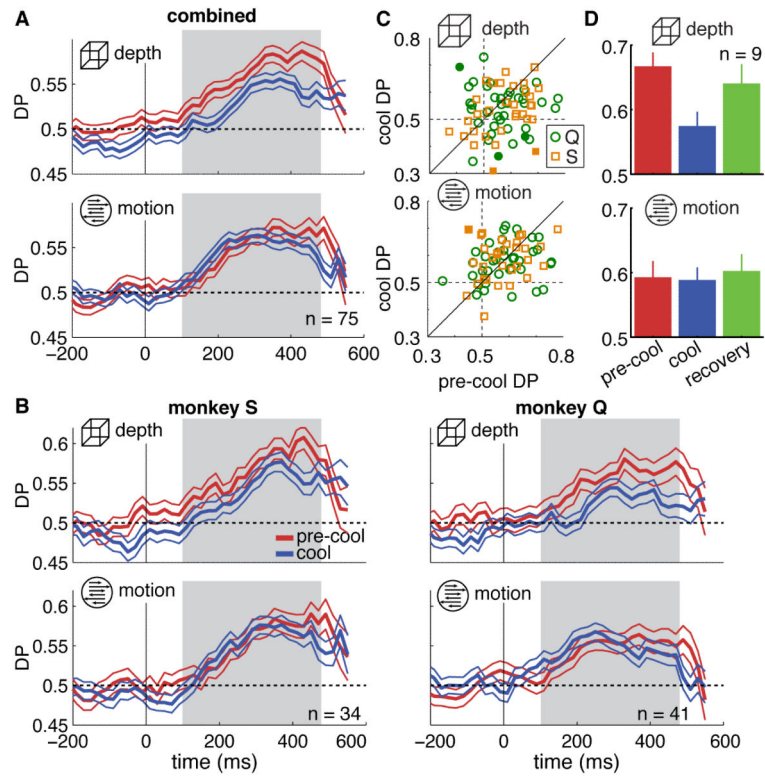 A
combined
depth
DP
0.55
0.5
0.45
motion
DP
0.55
0.5
0.45
n = 75
−200 0 200 400 600
C
depth
cool DP
0.8
0.5
0.3
Q
S
motion
cool DP
0.8
0.5
0.3
0.3 0.5 0.8
pre-cool DP
D
depth
n = 9
0.7
0.6
0.5
motion
0.7
0.6
0.5
pre-cool
cool
recovery
B
monkey S
depth
DP
0.6
0.55
0.5
0.45
pre-cool
cool
motion
DP
0.6
0.55
0.5
0.45
n = 34
−200 0 200 400 600
time (ms)
monkey Q
depth
motion
n = 41
−200 0 200 400 600
time (ms)